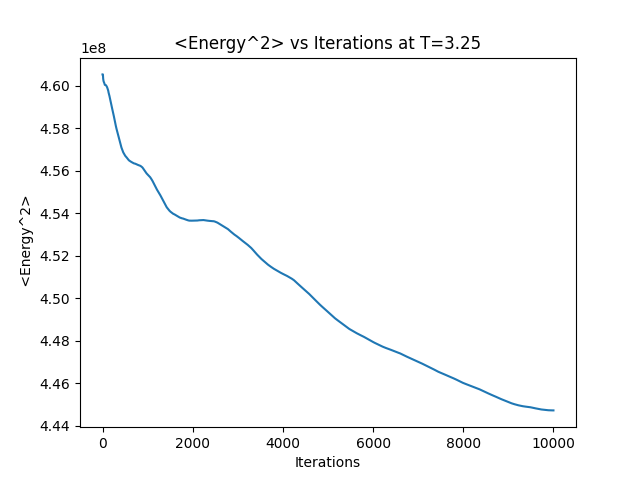 <Energy^2> vs Iterations at T=3.25
1e8
4.60
4.58
4.56
4.54
4.52
4.50
4.48
4.46
4.44
<Energy^2>
0 2000 4000 6000 8000 10000
Iterations